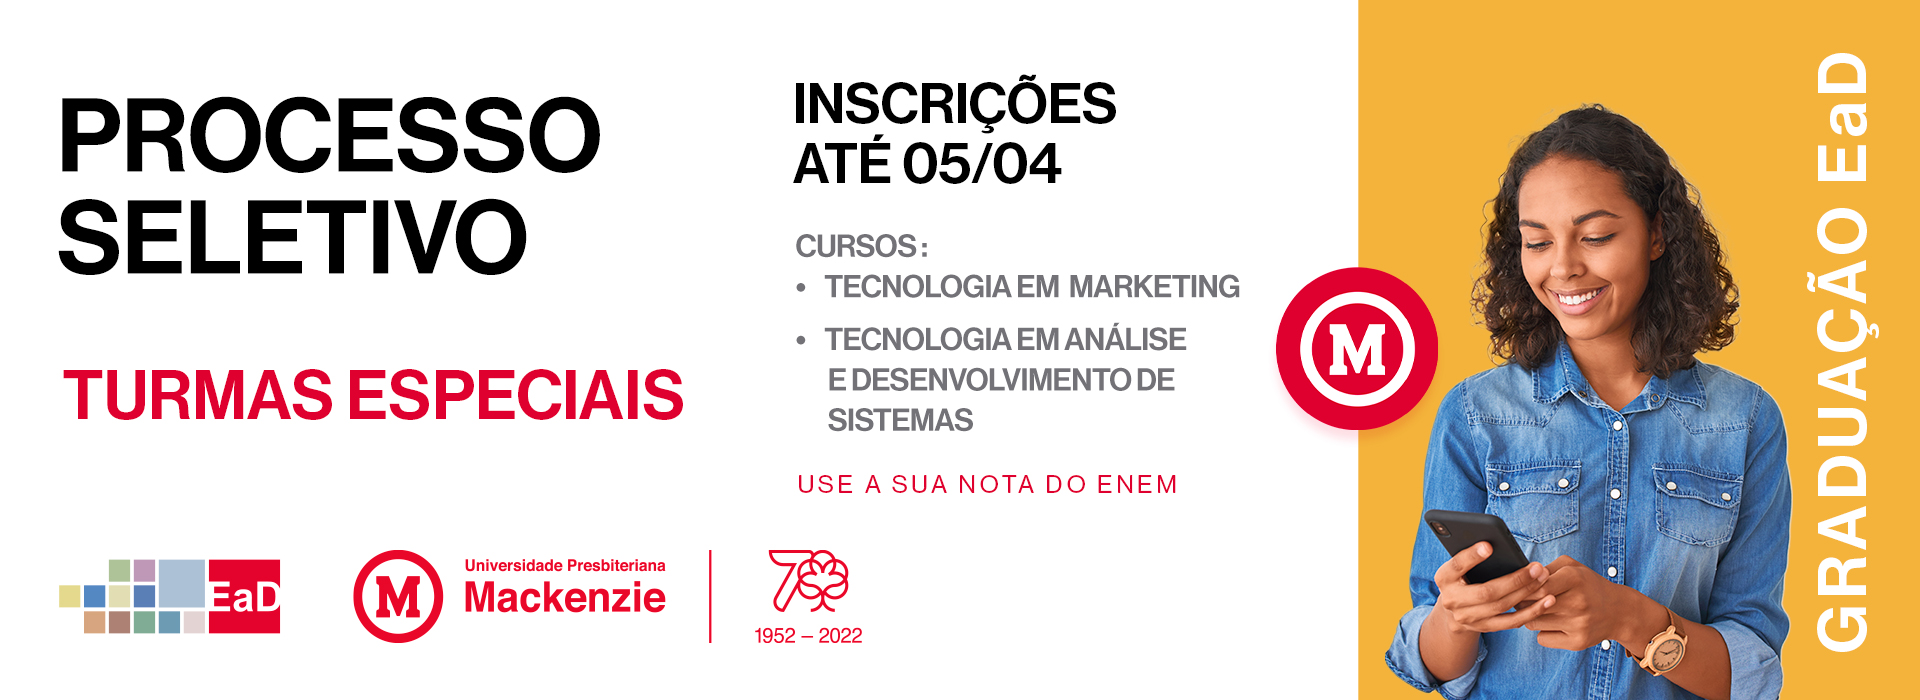 PROCESSO
SELETIVO
TURMAS ESPECIAIS
INSCRIÇÕES
ATÉ 05/04
CURSOS:
• TECNOLOGIA EM MARKETING
• TECNOLOGIA EM ANÁLISE
E DESENVOLVIMENTO DE
SISTEMAS
USE A SUA NOTA DO ENEM
EaD
M
Universidade Presbiteriana
Mackenzie
70
1952 – 2022
M
GRADUAÇÃO EaD